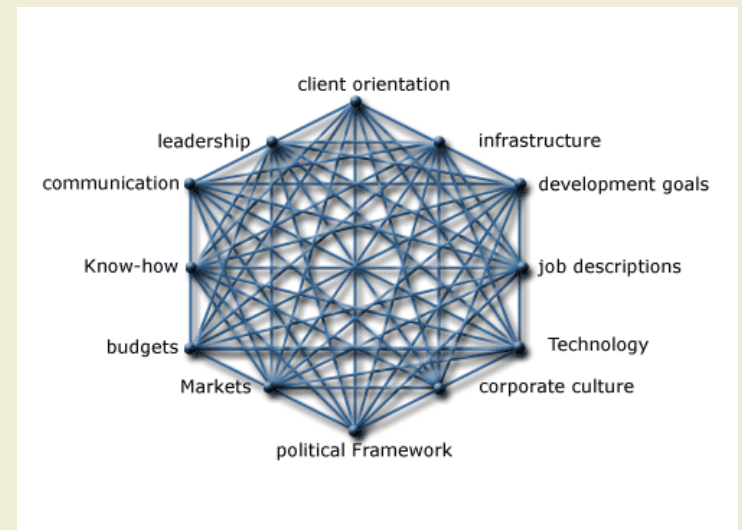 client orientation
leadership
infrastructure
communication
development goals
Know-how
job descriptions
budgets
Technology
Markets
corporate culture
political Framework